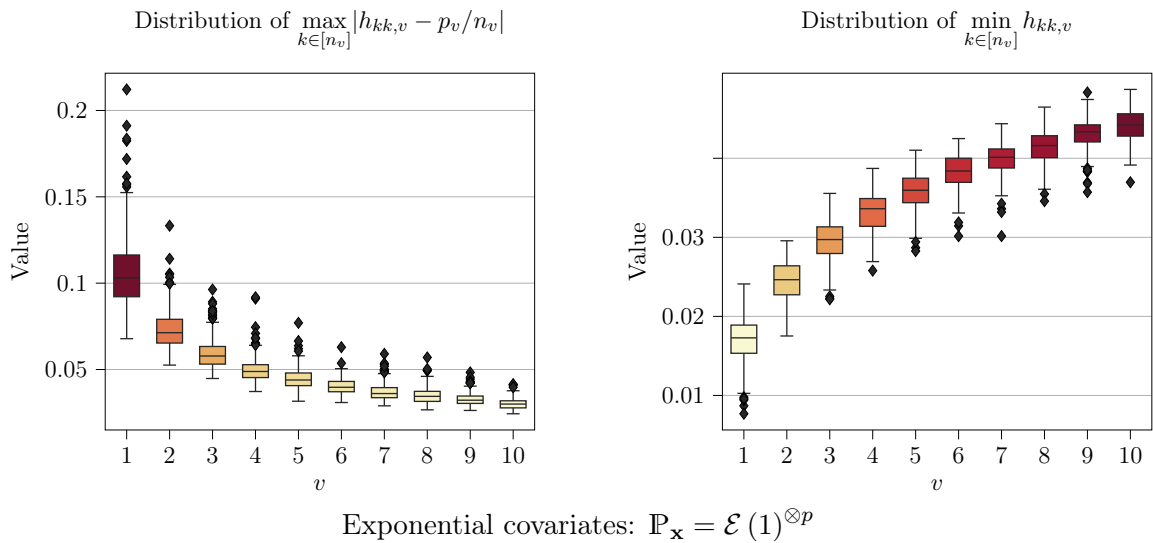 Distribution of max |h_{kk,v} − p_v/n_v|
k∈[n_v]
Distribution of min h_{kk,v}
k∈[n_v]
Value
0.2
0.15
0.1
0.05
1 2 3 4 5 6 7 8 9 10
v
Value
0.03
0.02
0.01
1 2 3 4 5 6 7 8 9 10
v
Exponential covariates: ℙ_𝐱 = ℰ (1)^{⊗p}